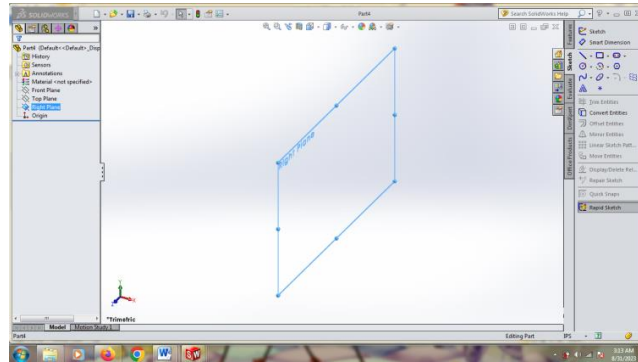 SOLIDWORKS
Part4
Search SolidWorks Help
Part4 (Default<<Default>_Disp
History
Sensors
Annotations
Material <not specified>
Front Plane
Top Plane
Right Plane
Origin
Right Plane
*Trimetric
Features
Sketch
Evaluate
DimXpert
Office Products
Sketch
Smart Dimension
Trim Entities
Convert Entities
Offset Entities
Mirror Entities
Linear Sketch Patt...
Move Entities
Display/Delete Rel...
Repair Sketch
Quick Snaps
Rapid Sketch
Model
Motion Study 1
Part4
Editing Part
IPS
3:13 AM